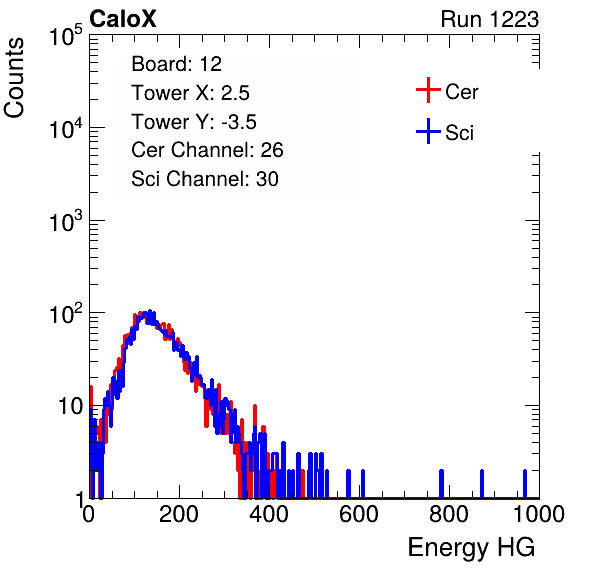 CaloX Run 1223
Counts
10^5
10^4
10^3
10^2
10
1
Board: 12
Tower X: 2.5
Tower Y: -3.5
Cer Channel: 26
Sci Channel: 30
Cer
Sci
0 200 400 600 800 1000
Energy HG